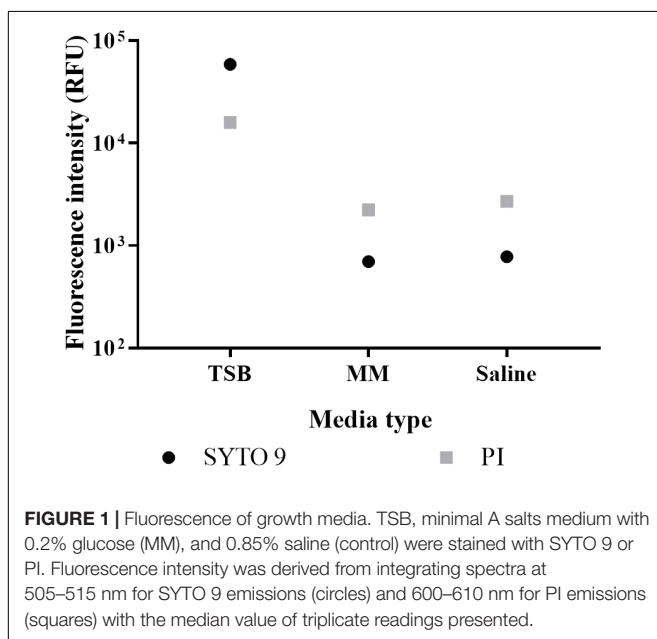 Fluorescence intensity (RFU)
10^5
10^4
10^3
10^2
TSB MM Saline
Media type
SYTO 9 PI
FIGURE 1 | Fluorescence of growth media. TSB, minimal A salts medium with
0.2% glucose (MM), and 0.85% saline (control) were stained with SYTO 9 or
PI. Fluorescence intensity was derived from integrating spectra at
505–515 nm for SYTO 9 emissions (circles) and 600–610 nm for PI emissions
(squares) with the median value of triplicate readings presented.